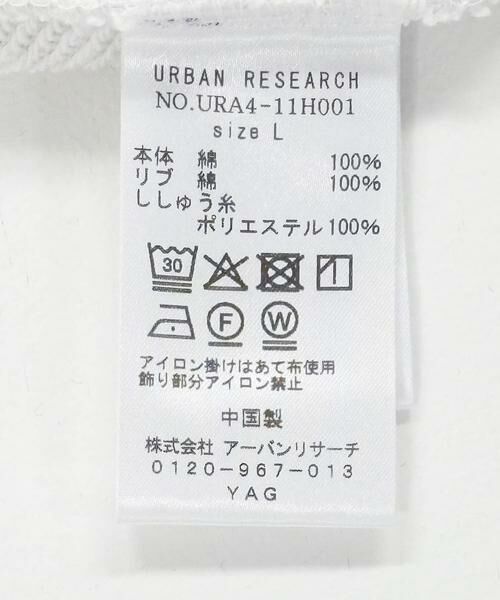 URBAN RESEARCH
NO.URA4-11H001
size L
本体 綿 100%
リブ 綿 100%
ししゅう糸
ポリエステル100%
30
F W
アイロン掛けはあて布使用
飾り部分アイロン禁止
中国製
株式会社 アーバンリサーチ
0120-967-013
YAG